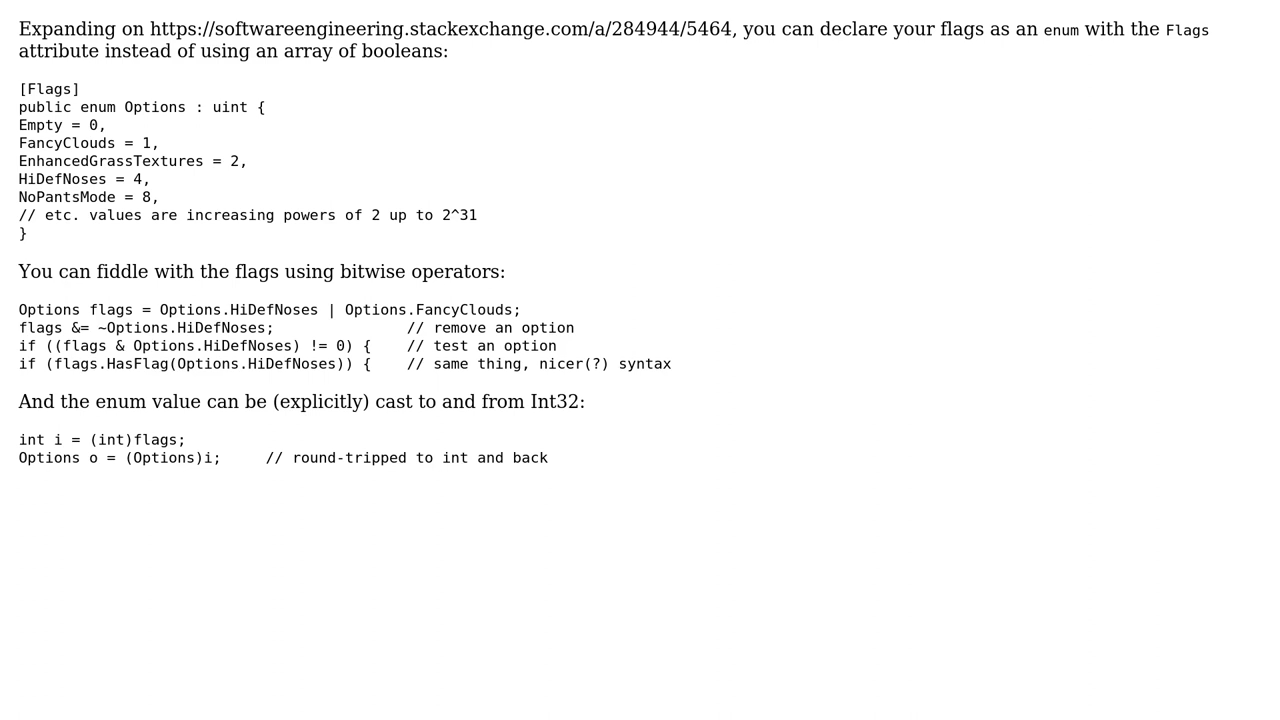 Expanding on https://softwareengineering.stackexchange.com/a/284944/5464, you can declare your flags as an enum with the Flags
attribute instead of using an array of booleans:
[Flags]
public enum Options : uint {
Empty = 0,
FancyClouds = 1,
EnhancedGrassTextures = 2,
HiDefNoses = 4,
NoPantsMode = 8,
// etc. values are increasing powers of 2 up to 2^31
}
You can fiddle with the flags using bitwise operators:
Options flags = Options.HiDefNoses | Options.FancyClouds;
flags &= ~Options.HiDefNoses;               // remove an option
if ((flags & Options.HiDefNoses) != 0) {    // test an option
if (flags.HasFlag(Options.HiDefNoses)) {    // same thing, nicer(?) syntax
And the enum value can be (explicitly) cast to and from Int32:
int i = (int)flags;
Options o = (Options)i;     // round-tripped to int and back